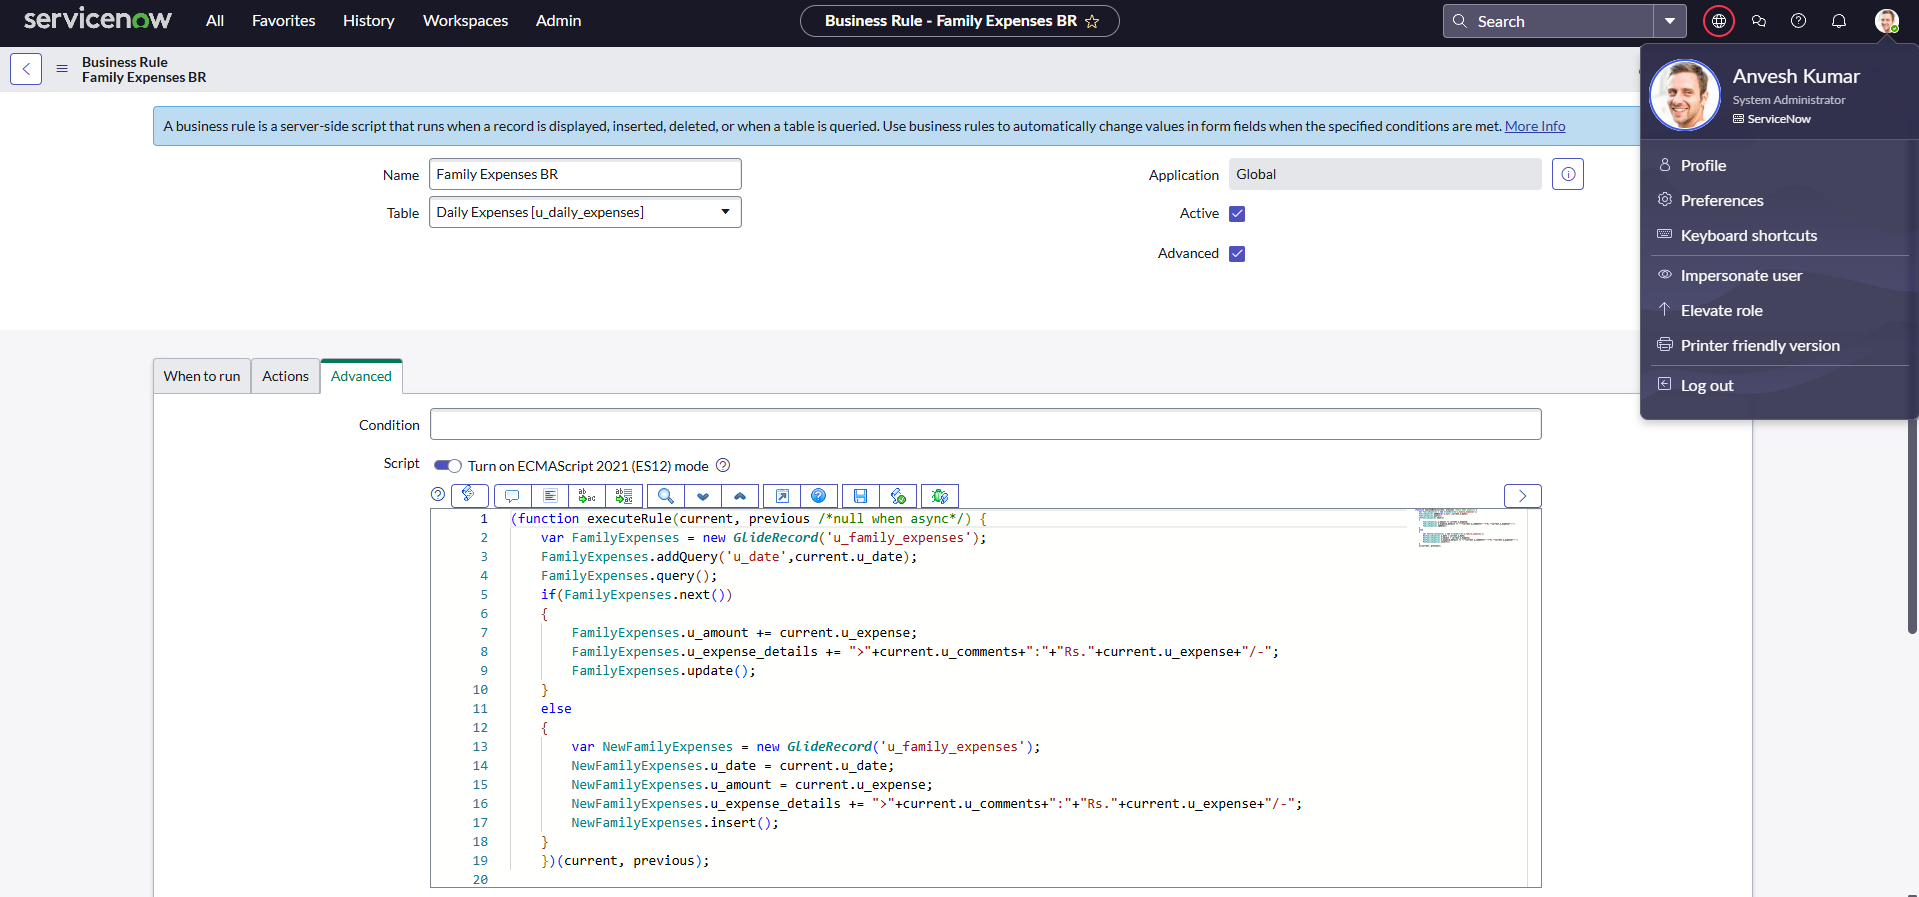 servicenow
All
Favorites
History
Workspaces
Admin
Business Rule - Family Expenses BR
Search
Business Rule
Family Expenses BR
Anvesh Kumar
System Administrator
ServiceNow
Profile
Preferences
Keyboard shortcuts
Impersonate user
Elevate role
Printer friendly version
Log out
A business rule is a server-side script that runs when a record is displayed, inserted, deleted, or when a table is queried. Use business rules to automatically change values in form fields when the specified conditions are met. More Info
Name
Family Expenses BR
Application
Global
Table
Daily Expenses [u_daily_expenses]
Active
Advanced
When to run
Actions
Advanced
Condition
Script
Turn on ECMAScript 2021 (ES12) mode
1 (function executeRule(current, previous /*null when async*/) {
2 var FamilyExpenses = new GlideRecord('u_family_expenses');
3 FamilyExpenses.addQuery('u_date',current.u_date);
4 FamilyExpenses.query();
5 if(FamilyExpenses.next())
6 {
7 FamilyExpenses.u_amount += current.u_expense;
8 FamilyExpenses.u_expense_details += ">"+current.u_comments+":"+"Rs."+current.u_expense+"/-";
9 FamilyExpenses.update();
10 }
11 else
12 {
13 var NewFamilyExpenses = new GlideRecord('u_family_expenses');
14 NewFamilyExpenses.u_date = current.u_date;
15 NewFamilyExpenses.u_amount = current.u_expense;
16 NewFamilyExpenses.u_expense_details += ">"+current.u_comments+":"+"Rs."+current.u_expense+"/-";
17 NewFamilyExpenses.insert();
18 }
19 })(current, previous);
20